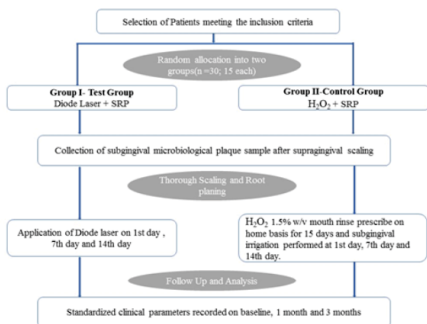 Selection of Patients meeting the inclusion criteria
Random allocation into two
groups(n =30; 15 each)
Group I- Test Group
Diode Laser + SRP
Group II-Control Group
H₂O₂ + SRP
Collection of subgingival microbiological plaque sample after supragingival scaling
Thorough Scaling and Root
planing
Application of Diode laser on 1st day ,
7th day and 14th day
H₂O₂ 1.5% w/v mouth rinse prescribe on
home basis for 15 days and subgingival
irrigation performed at 1st day, 7th day and
14th day.
Follow Up and Analysis
Standardized clinical parameters recorded on baseline, 1 month and 3 months